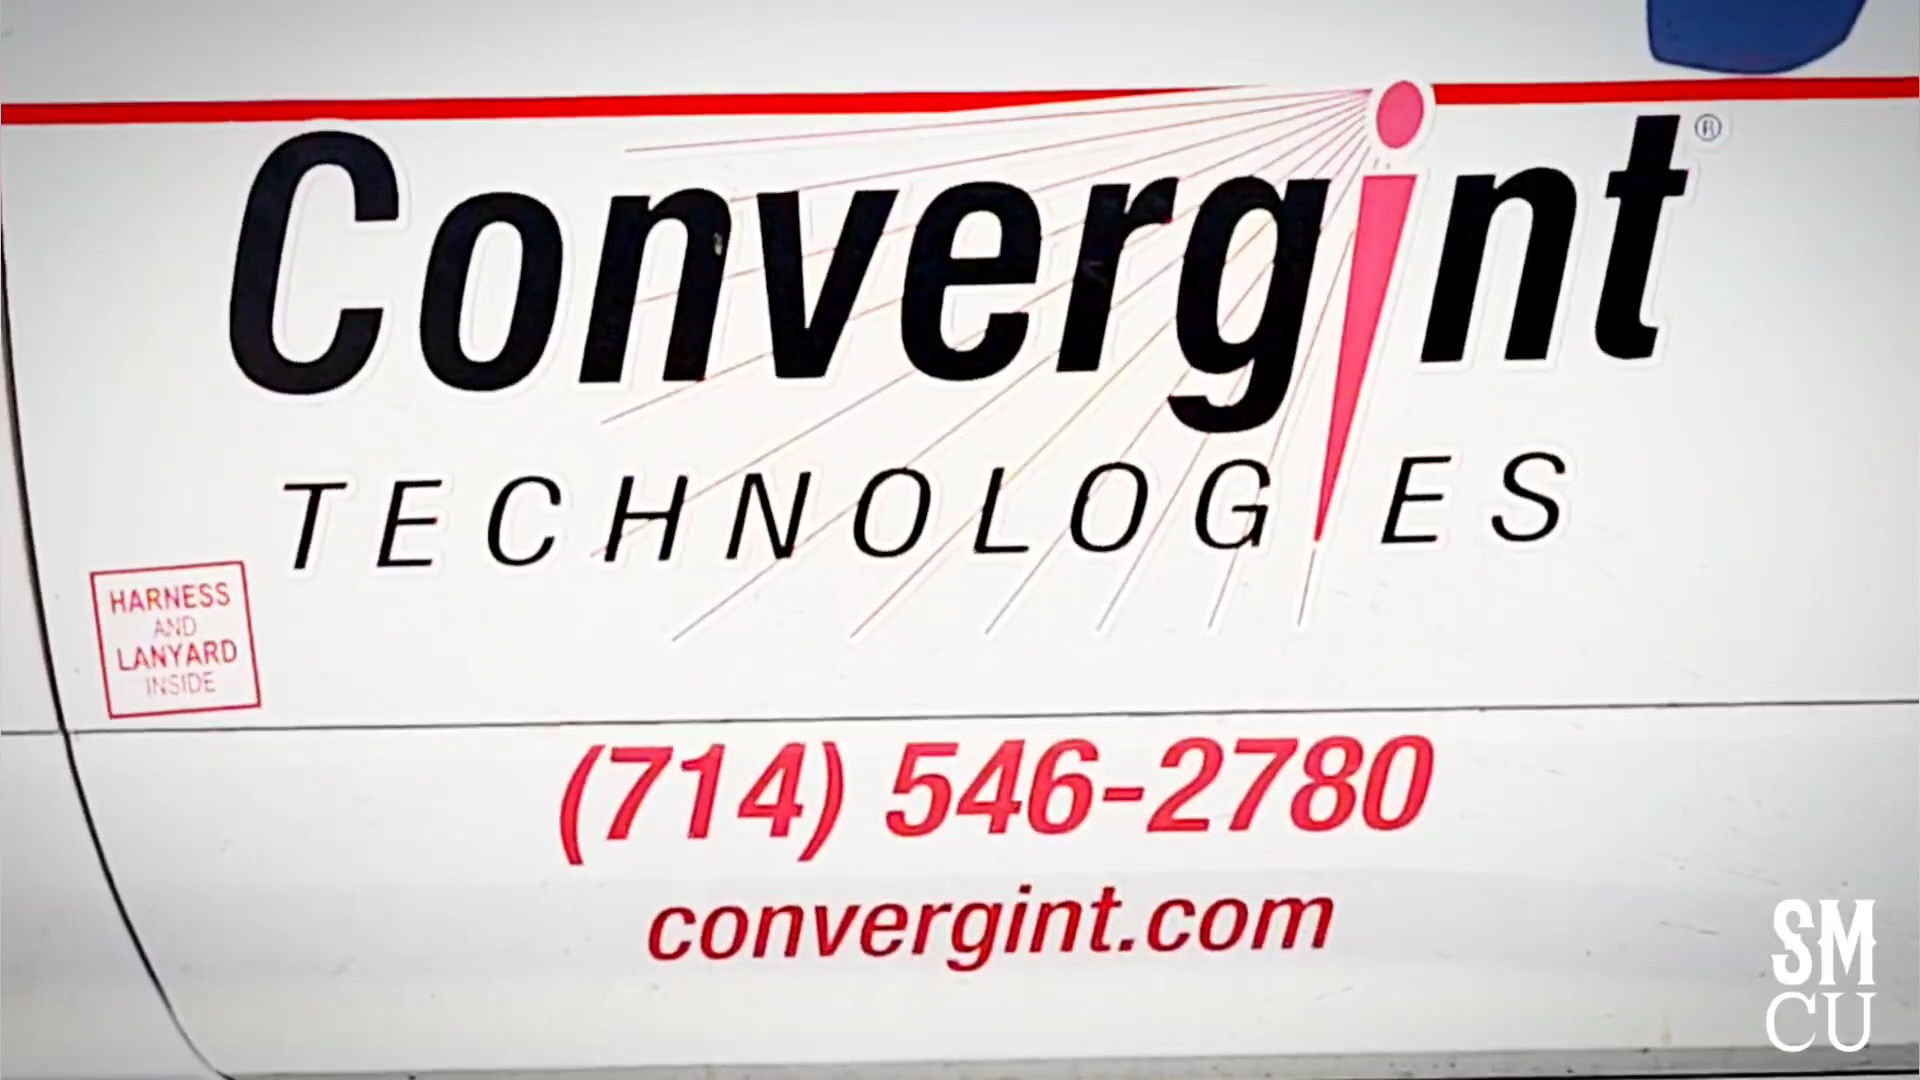 Convergint®
TECHNOLOGIES
HARNESS
AND
LANYARD
INSIDE
(714) 546-2780
convergint.com
SM
CU